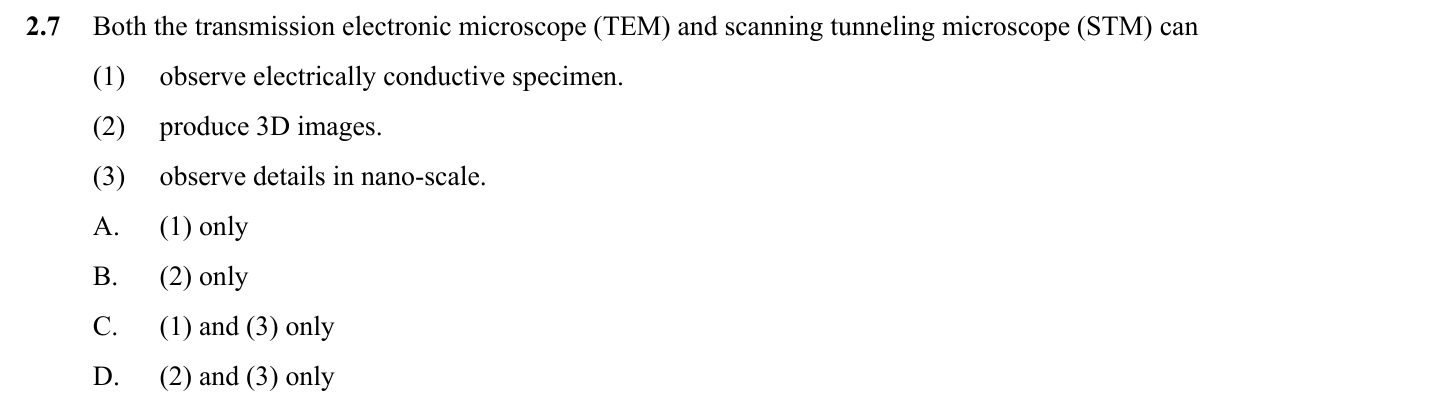 2.7 Both the transmission electronic microscope (TEM) and scanning tunneling microscope (STM) can
(1) observe electrically conductive specimen.
(2) produce 3D images.
(3) observe details in nano-scale.
A. (1) only
B. (2) only
C. (1) and (3) only
D. (2) and (3) only